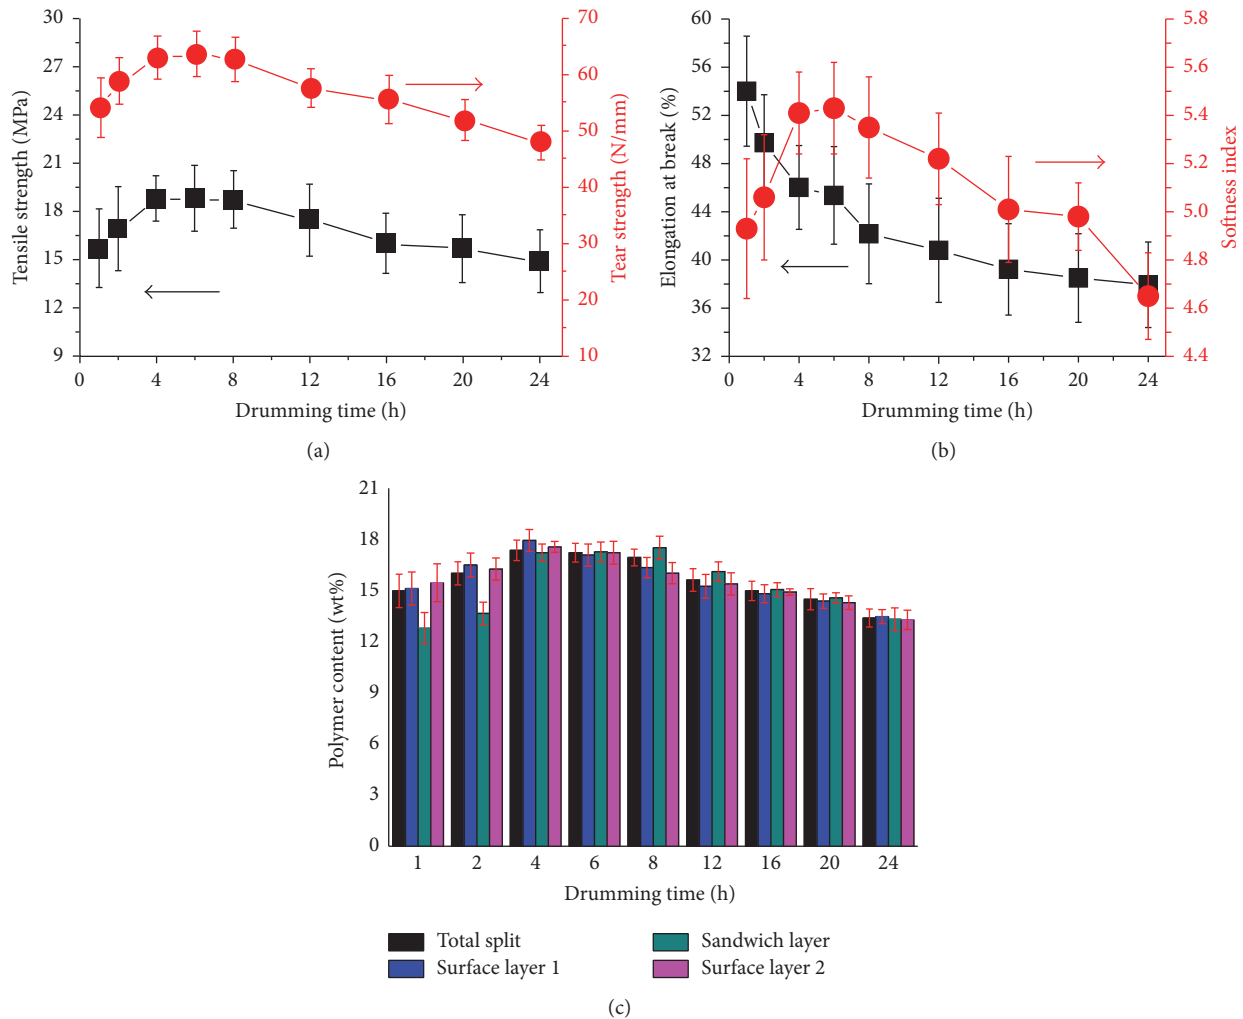 30
27
24
21
18
15
12
9
Tensile strength (MPa)
0 4 8 12 16 20 24
Drumming time (h)
70
60
50
40
30
20
10
Tear strength (N/mm)
(a)
60
56
52
48
44
40
36
32
Elongation at break (%)
0 4 8 12 16 20 24
Drumming time (h)
5.8
5.6
5.4
5.2
5.0
4.8
4.6
4.4
Softness index
(b)
21
18
15
12
9
6
3
0
Polymer content (wt%)
1 2 4 6 8 12 16 20 24
Drumming time (h)
Total split
Sandwich layer
Surface layer 1
Surface layer 2
(c)